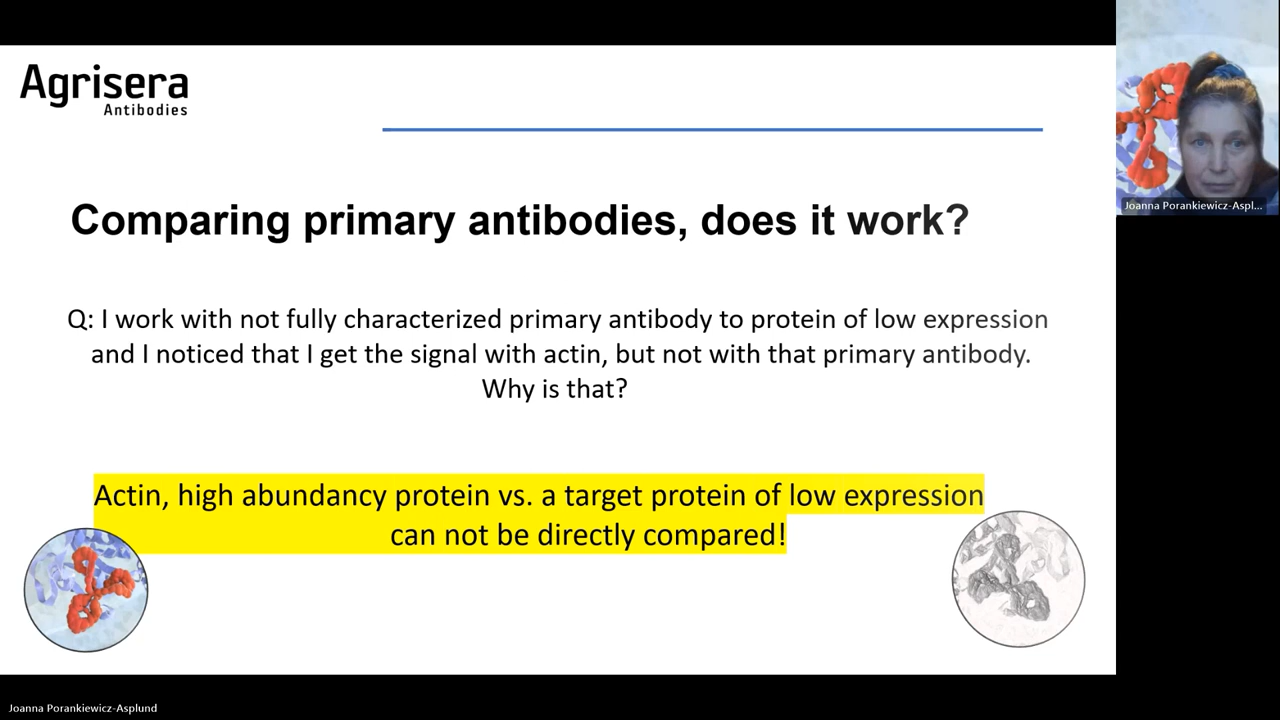 Agrisera
Antibodies
Comparing primary antibodies, does it work?
Q: I work with not fully characterized primary antibody to protein of low expression
and I noticed that I get the signal with actin, but not with that primary antibody.
Why is that?
Actin, high abundancy protein vs. a target protein of low expression
can not be directly compared!
Joanna Porankiewicz-Aspl...
Joanna Porankiewicz-Asplund